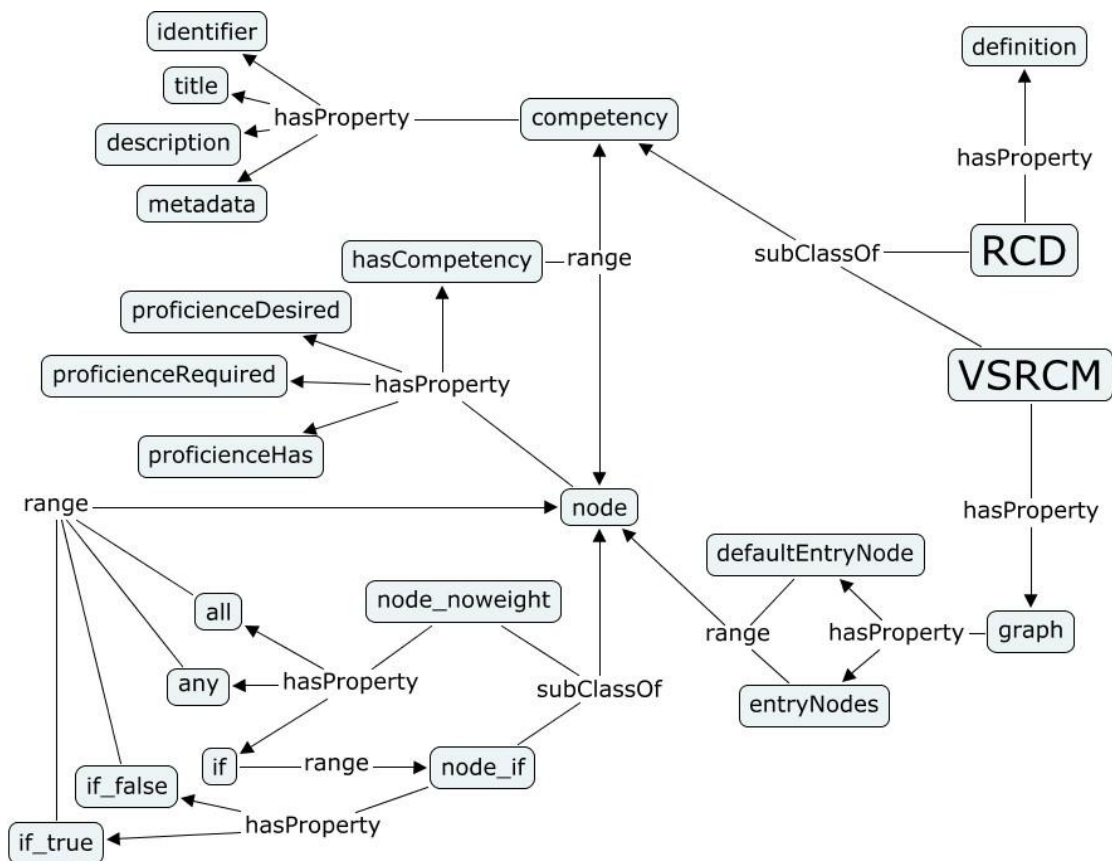 identifier
definition
title
hasProperty
competency
description
hasProperty
metadata
RCD
subClassOf
hasCompetency
range
proficienceDesired
VSRCM
proficienceRequired
hasProperty
proficienceHas
range
node
hasProperty
defaultEntryNode
node_noweight
all
range
hasProperty
graph
any
hasProperty
subClassOf
entryNodes
if
range
node_if
if_false
hasProperty
if_true